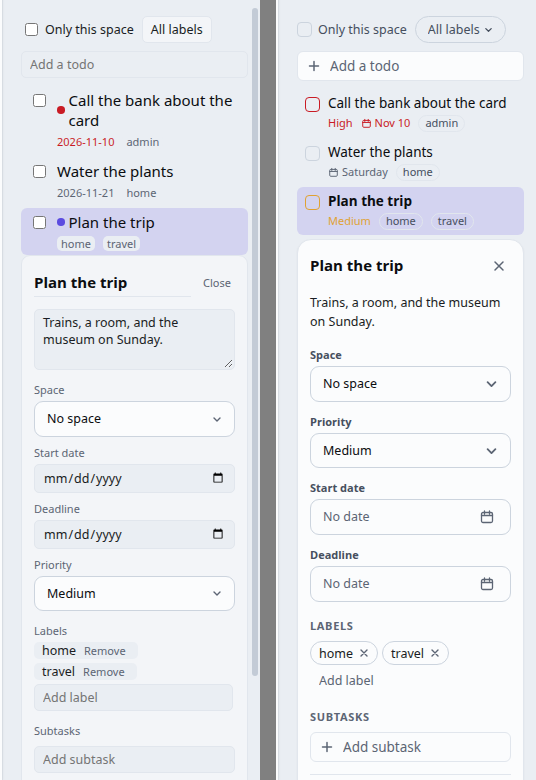 Only this space All labels
Add a todo
Call the bank about the
card
2026-11-10 admin
Water the plants
2026-11-21 home
Plan the trip
home travel
Plan the trip Close
Trains, a room, and the
museum on Sunday.
Space
No space
Start date
mm/dd/yyyy
Deadline
mm/dd/yyyy
Priority
Medium
Labels
home Remove
travel Remove
Add label
Subtasks
Add subtask
Only this space All labels
Add a todo
Call the bank about the card
High Nov 10 admin
Water the plants
Saturday home
Plan the trip
Medium home travel
Plan the trip
Trains, a room, and the museum
on Sunday.
Space
No space
Priority
Medium
Start date
No date
Deadline
No date
LABELS
home travel
Add label
SUBTASKS
Add subtask